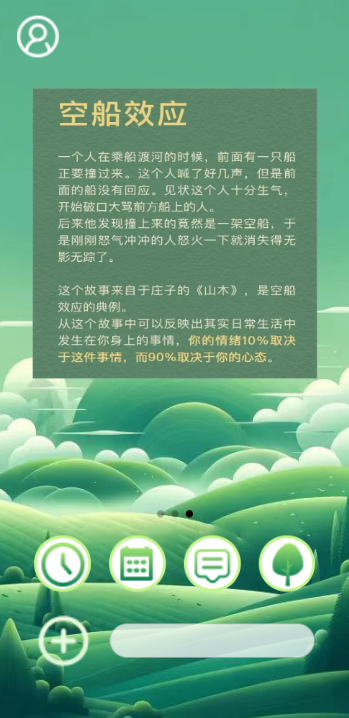 空船效应
一个人在乘船渡河的时候，前面有一只船
正要撞过来。这个人喊了好几声，但是前
面的船没有回应。见状这个人十分生气，
开始破口大骂前方船上的人。
后来他发现撞上来的竟然是一架空船，于
是刚刚怒气冲冲的人怒火一下就消失得无
影无踪了。
这个故事来自于庄子的《山木》，是空船
效应的典例。
从这个故事中可以反映出其实日常生活中
发生在你身上的事情，你的情绪10%取决
于这件事情，而90%取决于你的心态。